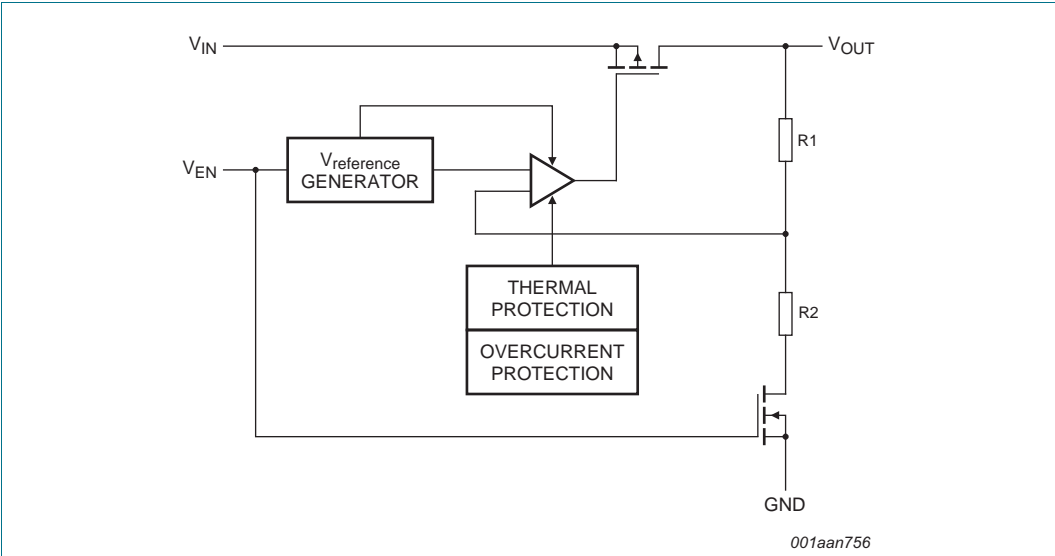 VIN
VOUT
R1
VEN
Vreference
GENERATOR
THERMAL
PROTECTION
R2
OVERCURRENT
PROTECTION
GND
001aan756